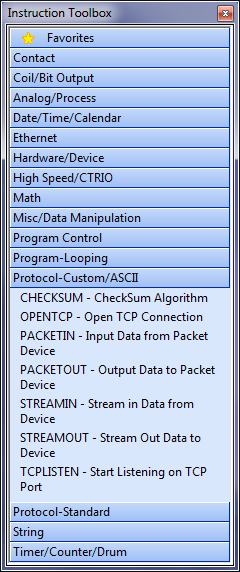 Instruction Toolbox
Favorites
Contact
Coil/Bit Output
Analog/Process
Date/Time/Calendar
Ethernet
Hardware/Device
High Speed/CTRIO
Math
Misc/Data Manipulation
Program Control
Program-Looping
Protocol-Custom/ASCII
CHECKSUM - CheckSum Algorithm
OPENTCP - Open TCP Connection
PACKETIN - Input Data from Packet
Device
PACKETOUT - Output Data to Packet
Device
STREAMIN - Stream in Data from
Device
STREAMOUT - Stream Out Data to
Device
TCPLISTEN - Start Listening on TCP
Port
Protocol-Standard
String
Timer/Counter/Drum